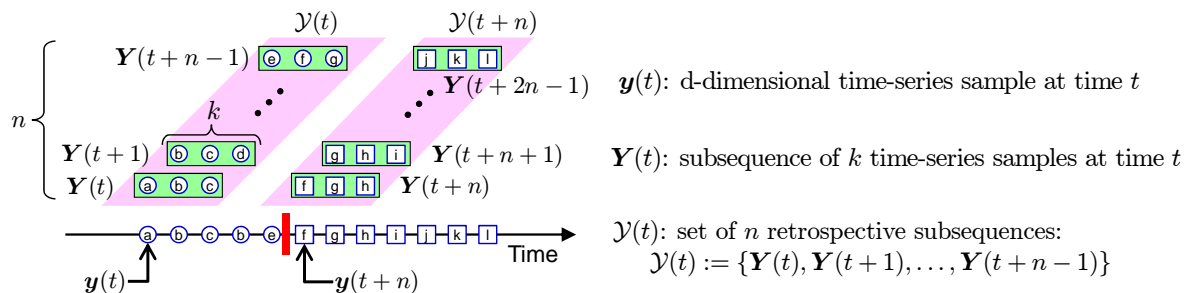 𝒴(t)
𝒴(t + n)
Y(t + n − 1)
e f g
j k l
Y(t + 2n − 1)
n
k
Y(t + 1)
b c d
g h i
Y(t + n + 1)
Y(t)
a b c
f g h
Y(t + n)
a b c b e f g h i j k l
Time
y(t)
y(t + n)
y(t): d-dimensional time-series sample at time t
Y(t): subsequence of k time-series samples at time t
𝒴(t): set of n retrospective subsequences:
𝒴(t) := {Y(t), Y(t + 1), . . . , Y(t + n − 1)}